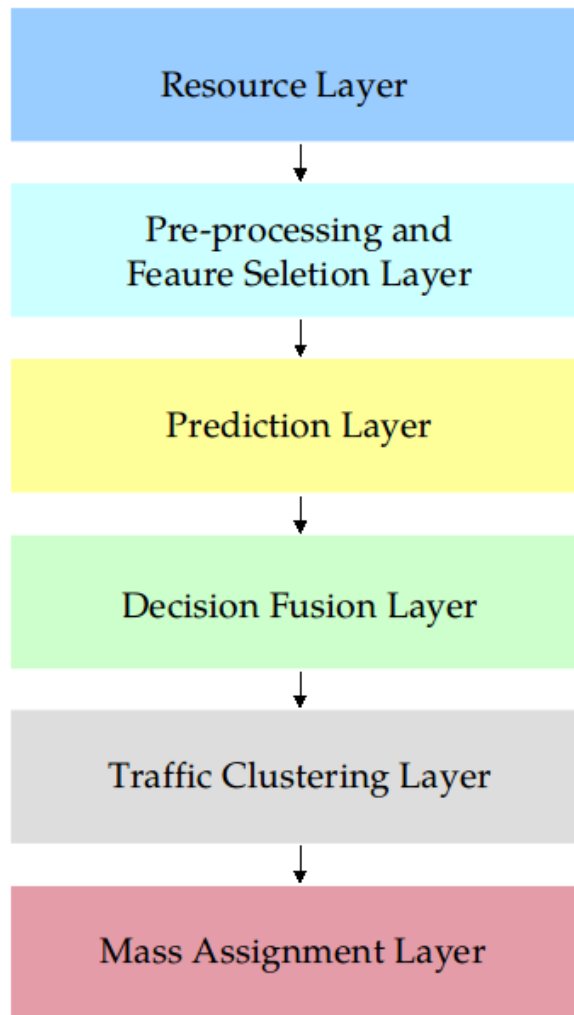 Resource Layer
Pre-processing and
Feaure Seletion Layer
Prediction Layer
Decision Fusion Layer
Traffic Clustering Layer
Mass Assignment Layer